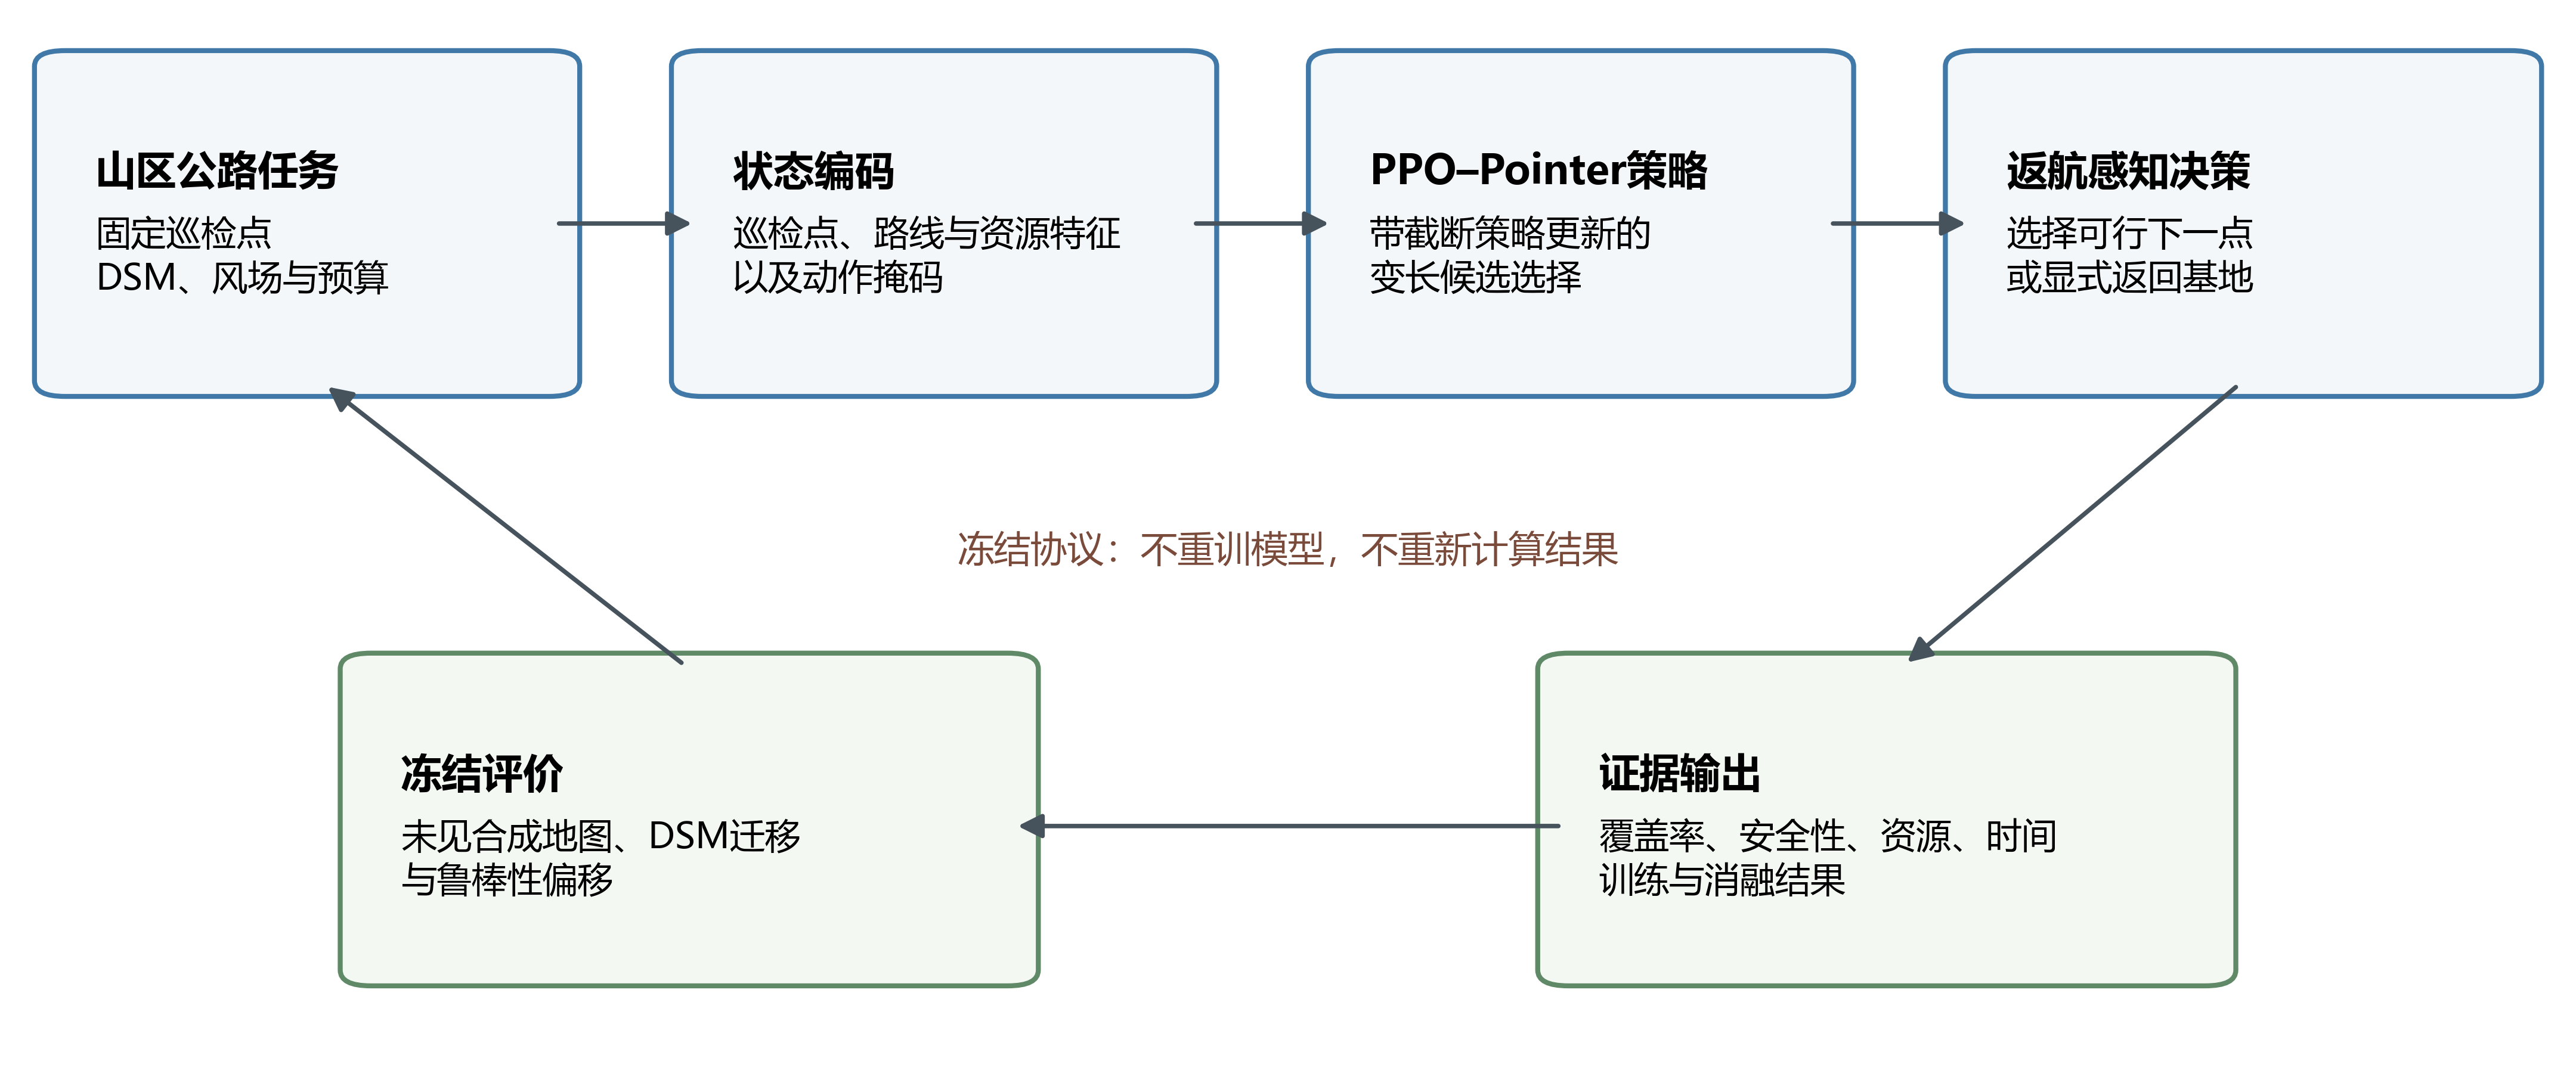 山区公路任务
固定巡检点
DSM、风场与预算
状态编码
巡检点、路线与资源特征
以及动作掩码
PPO–Pointer策略
带截断策略更新的
变长候选选择
返航感知决策
选择可行下一点
或显式返回基地
冻结协议：不重训模型，不重新计算结果
冻结评价
未见合成地图、DSM迁移
与鲁棒性偏移
证据输出
覆盖率、安全性、资源、时间
训练与消融结果